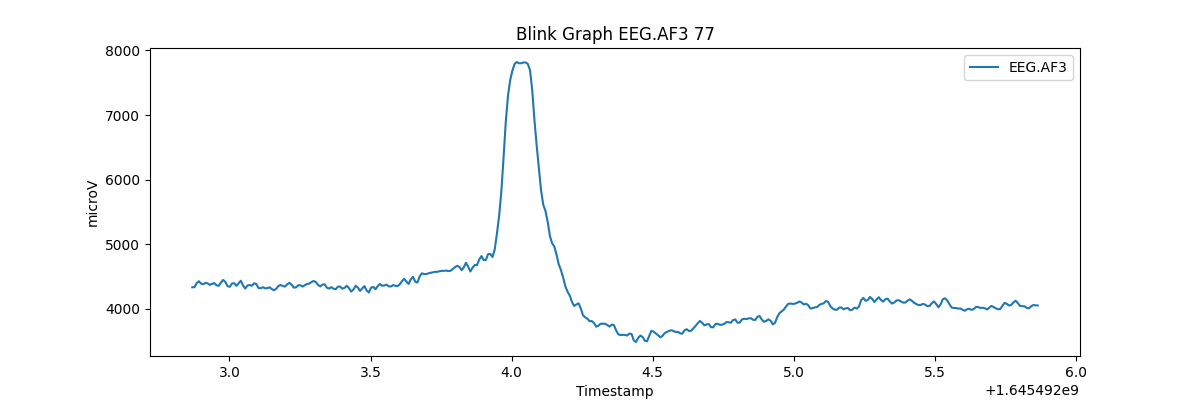 Blink Graph EEG.AF3 77
EEG.AF3
8000
7000
6000
5000
4000
microV
3.0 3.5 4.0 4.5 5.0 5.5 6.0
Timestamp
+1.645492e9